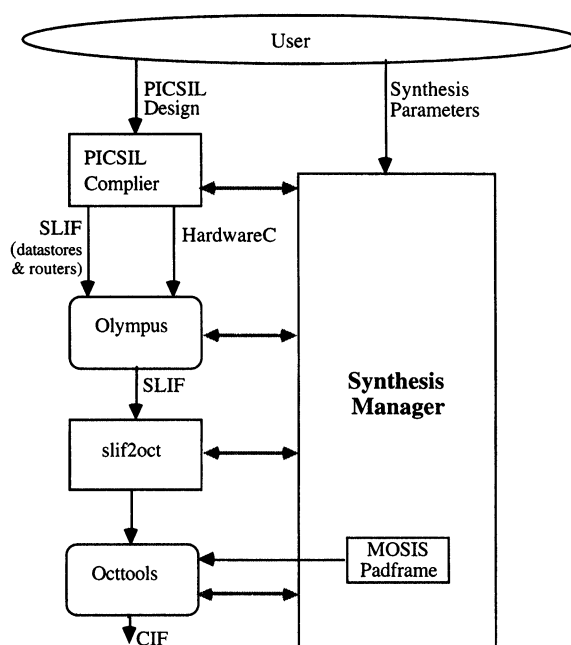 User
PICSIL
Design
Synthesis
Parameters
PICSIL
Complier
SLIF
(datastores
& routers)
HardwareC
Olympus
SLIF
Synthesis
Manager
slif2oct
MOSIS
Padframe
Octtools
CIF